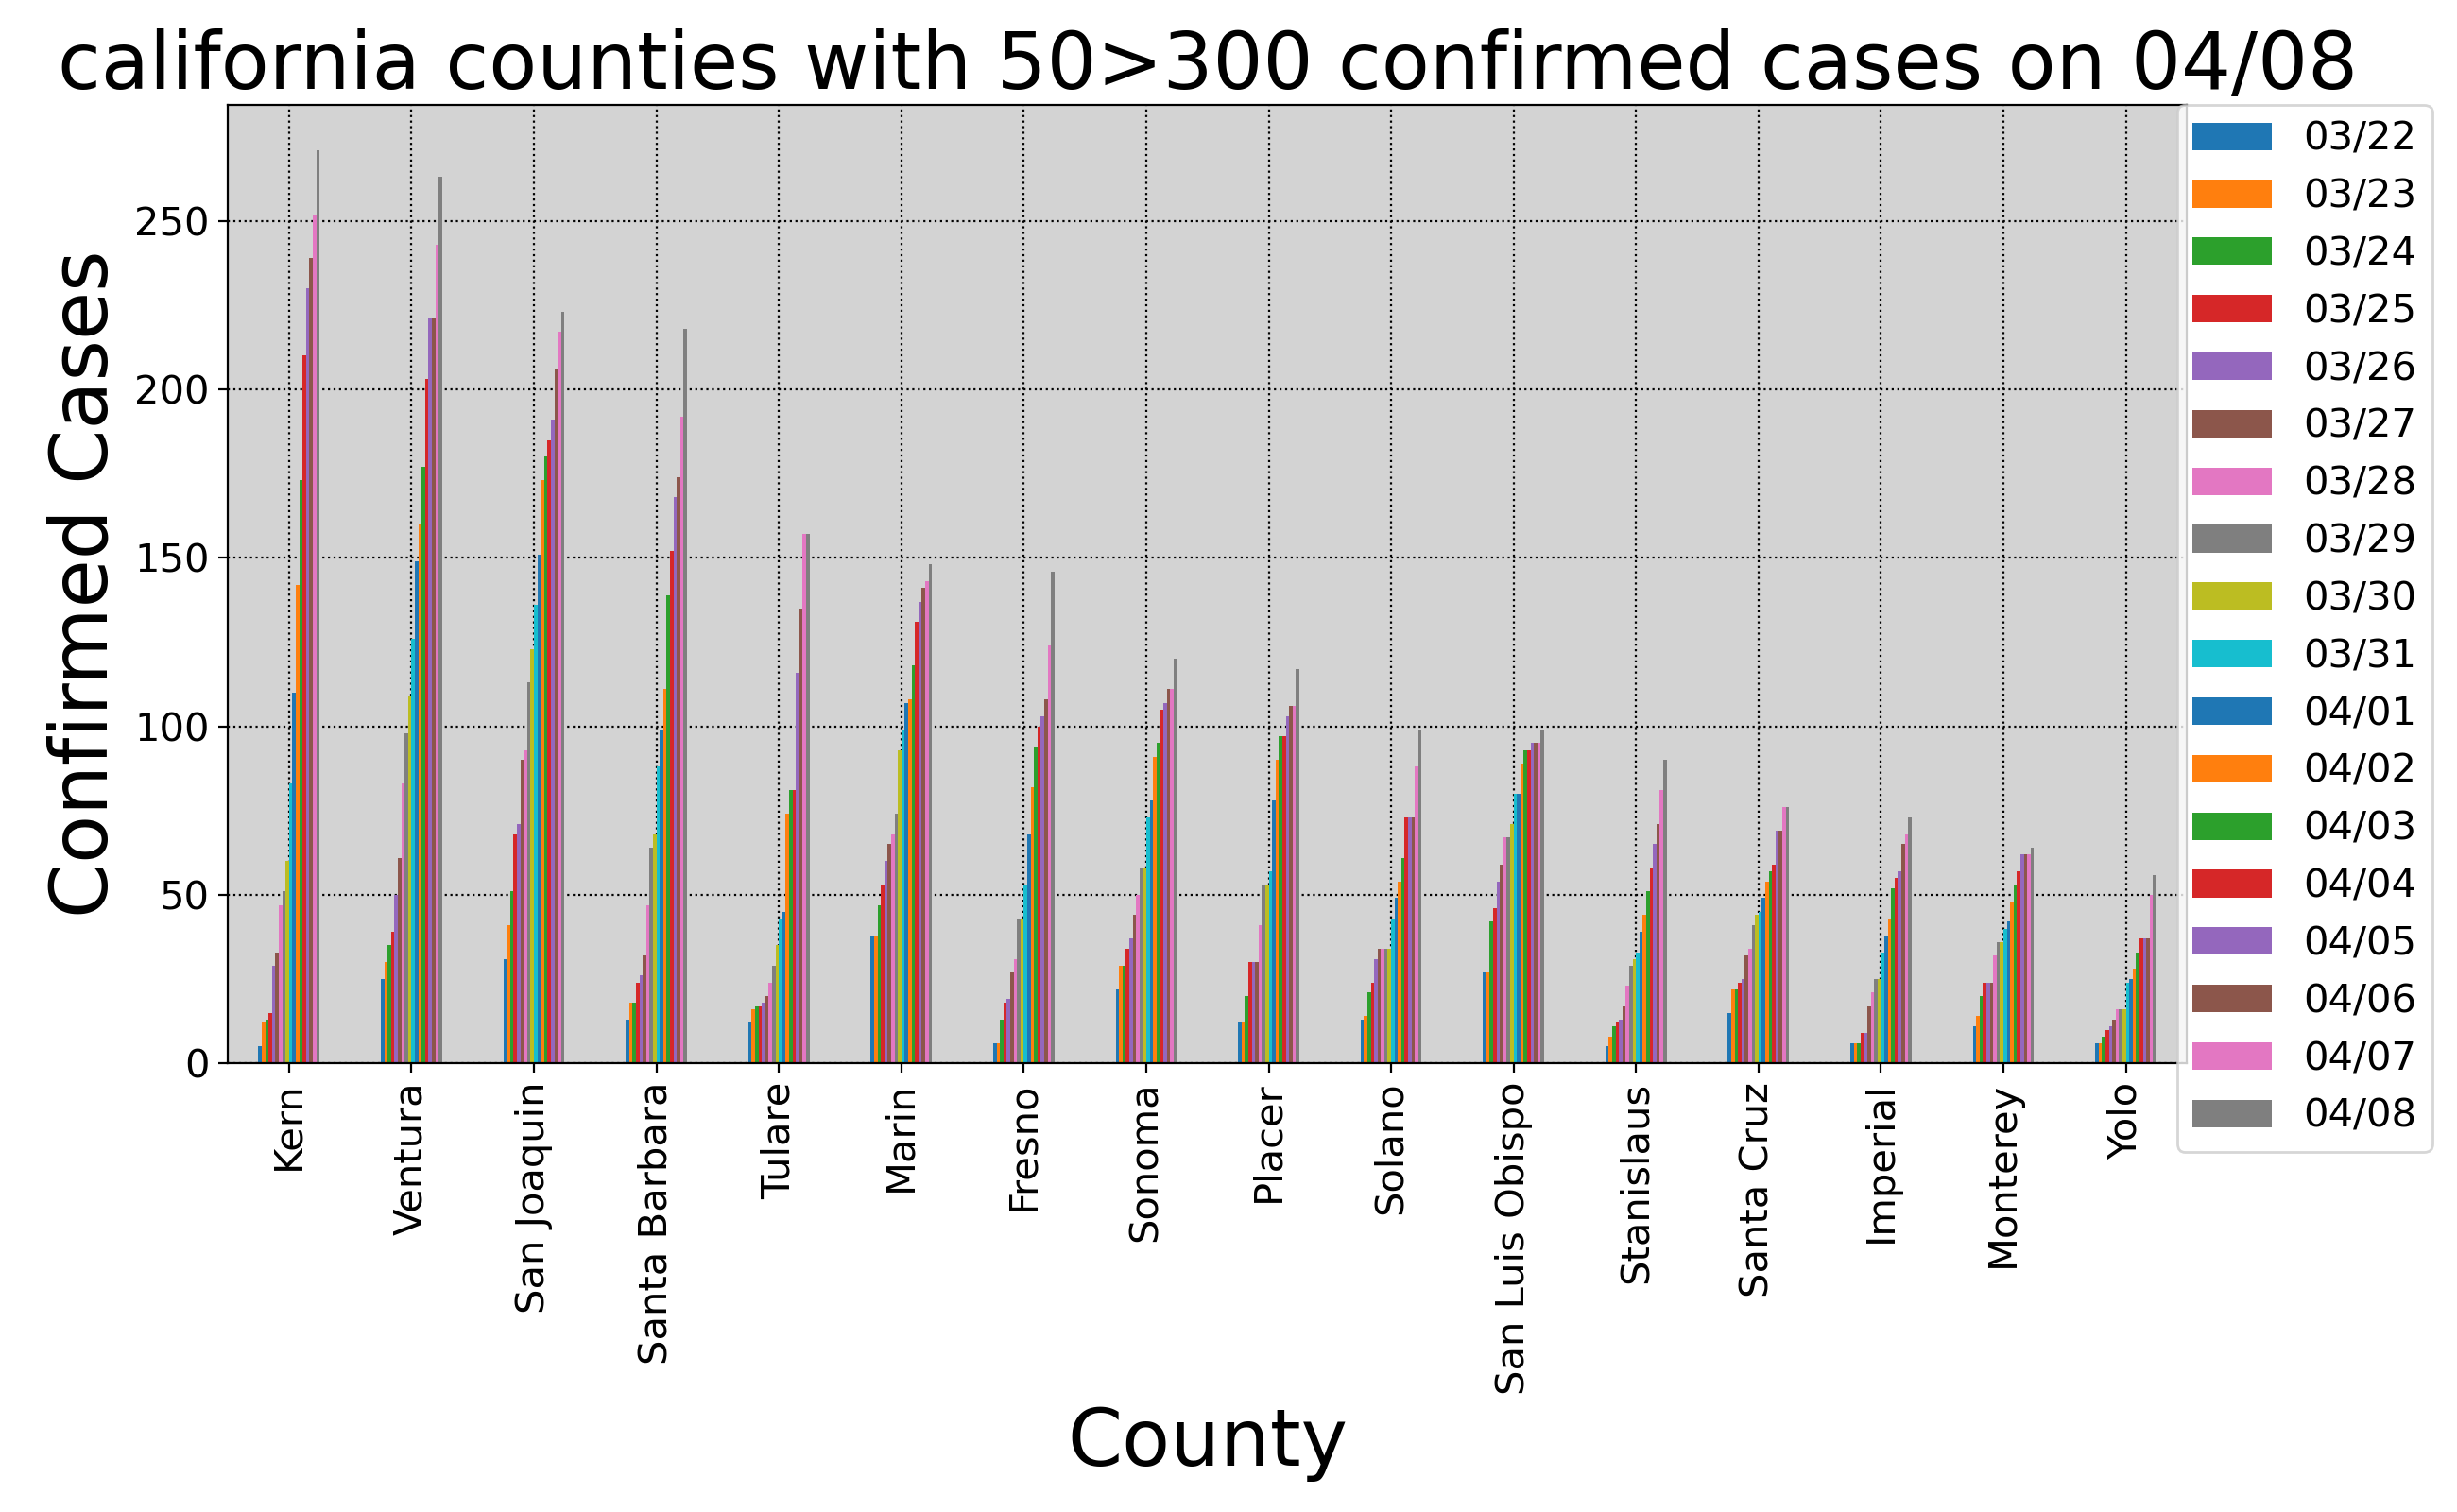 california counties with 50>300 confirmed cases on 04/08
Confirmed Cases
250
200
150
100
50
0
Kern
Ventura
San Joaquin
Santa Barbara
Tulare
Marin
Fresno
Sonoma
Placer
Solano
San Luis Obispo
Stanislaus
Santa Cruz
Imperial
Monterey
Yolo
County
03/22
03/23
03/24
03/25
03/26
03/27
03/28
03/29
03/30
03/31
04/01
04/02
04/03
04/04
04/05
04/06
04/07
04/08